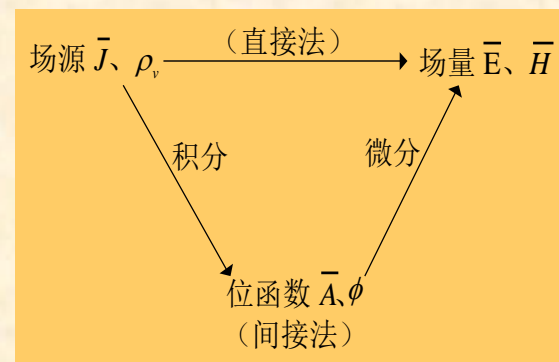 （直接法）
场源 J̅、ρᵥ
场量 E̅、H̅
积分
微分
位函数 A̅、ϕ
（间接法）